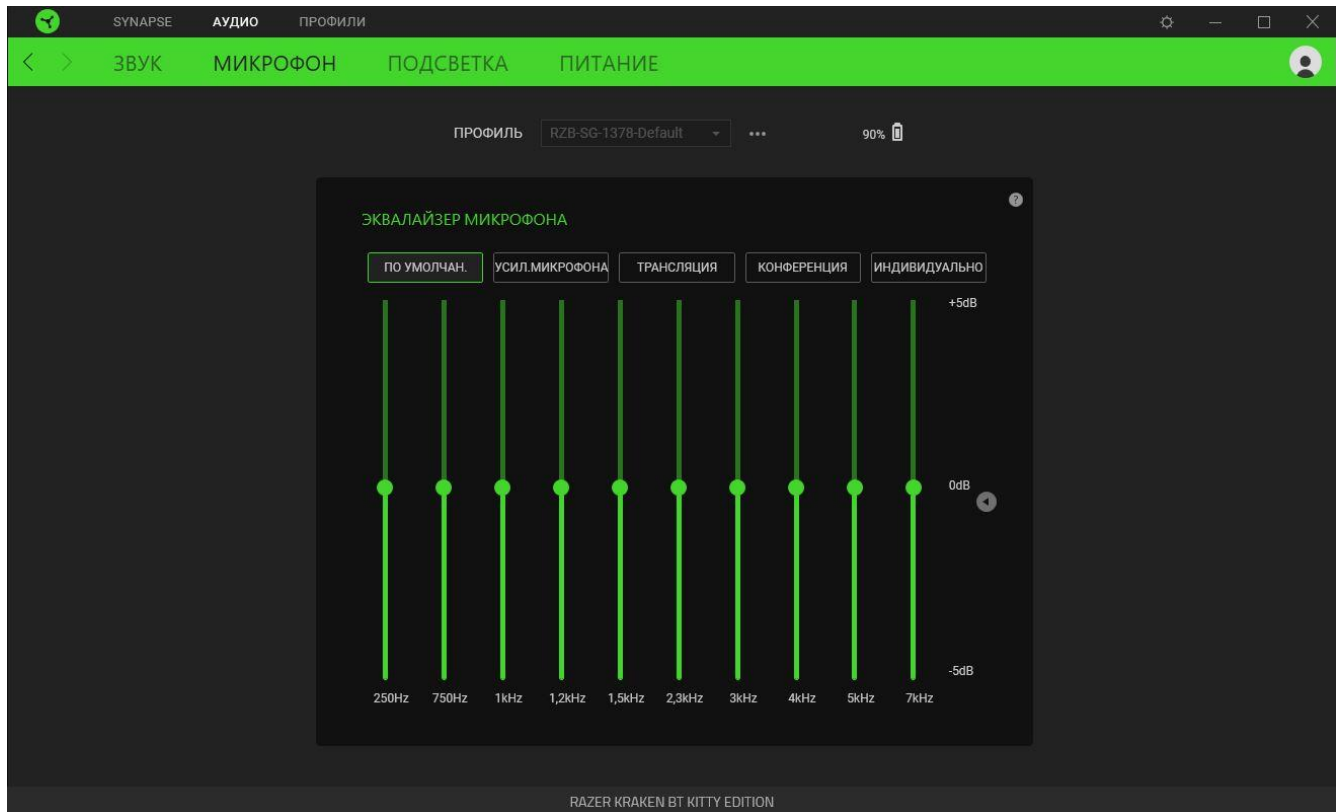 SYNAPSE АУДИО ПРОФИЛИ
ЗВУК МИКРОФОН ПОДСВЕТКА ПИТАНИЕ
ПРОФИЛЬ RZB-SG-1378-Default 90%
ЭКВАЛАЙЗЕР МИКРОФОНА
ПО УМОЛЧАН. УСИЛ.МИКРОФОНА ТРАНСЛЯЦИЯ КОНФЕРЕНЦИЯ ИНДИВИДУАЛЬНО
+5dB
0dB
-5dB
250Hz 750Hz 1kHz 1,2kHz 1,5kHz 2,3kHz 3kHz 4kHz 5kHz 7kHz
RAZER KRAKEN BT KITTY EDITION